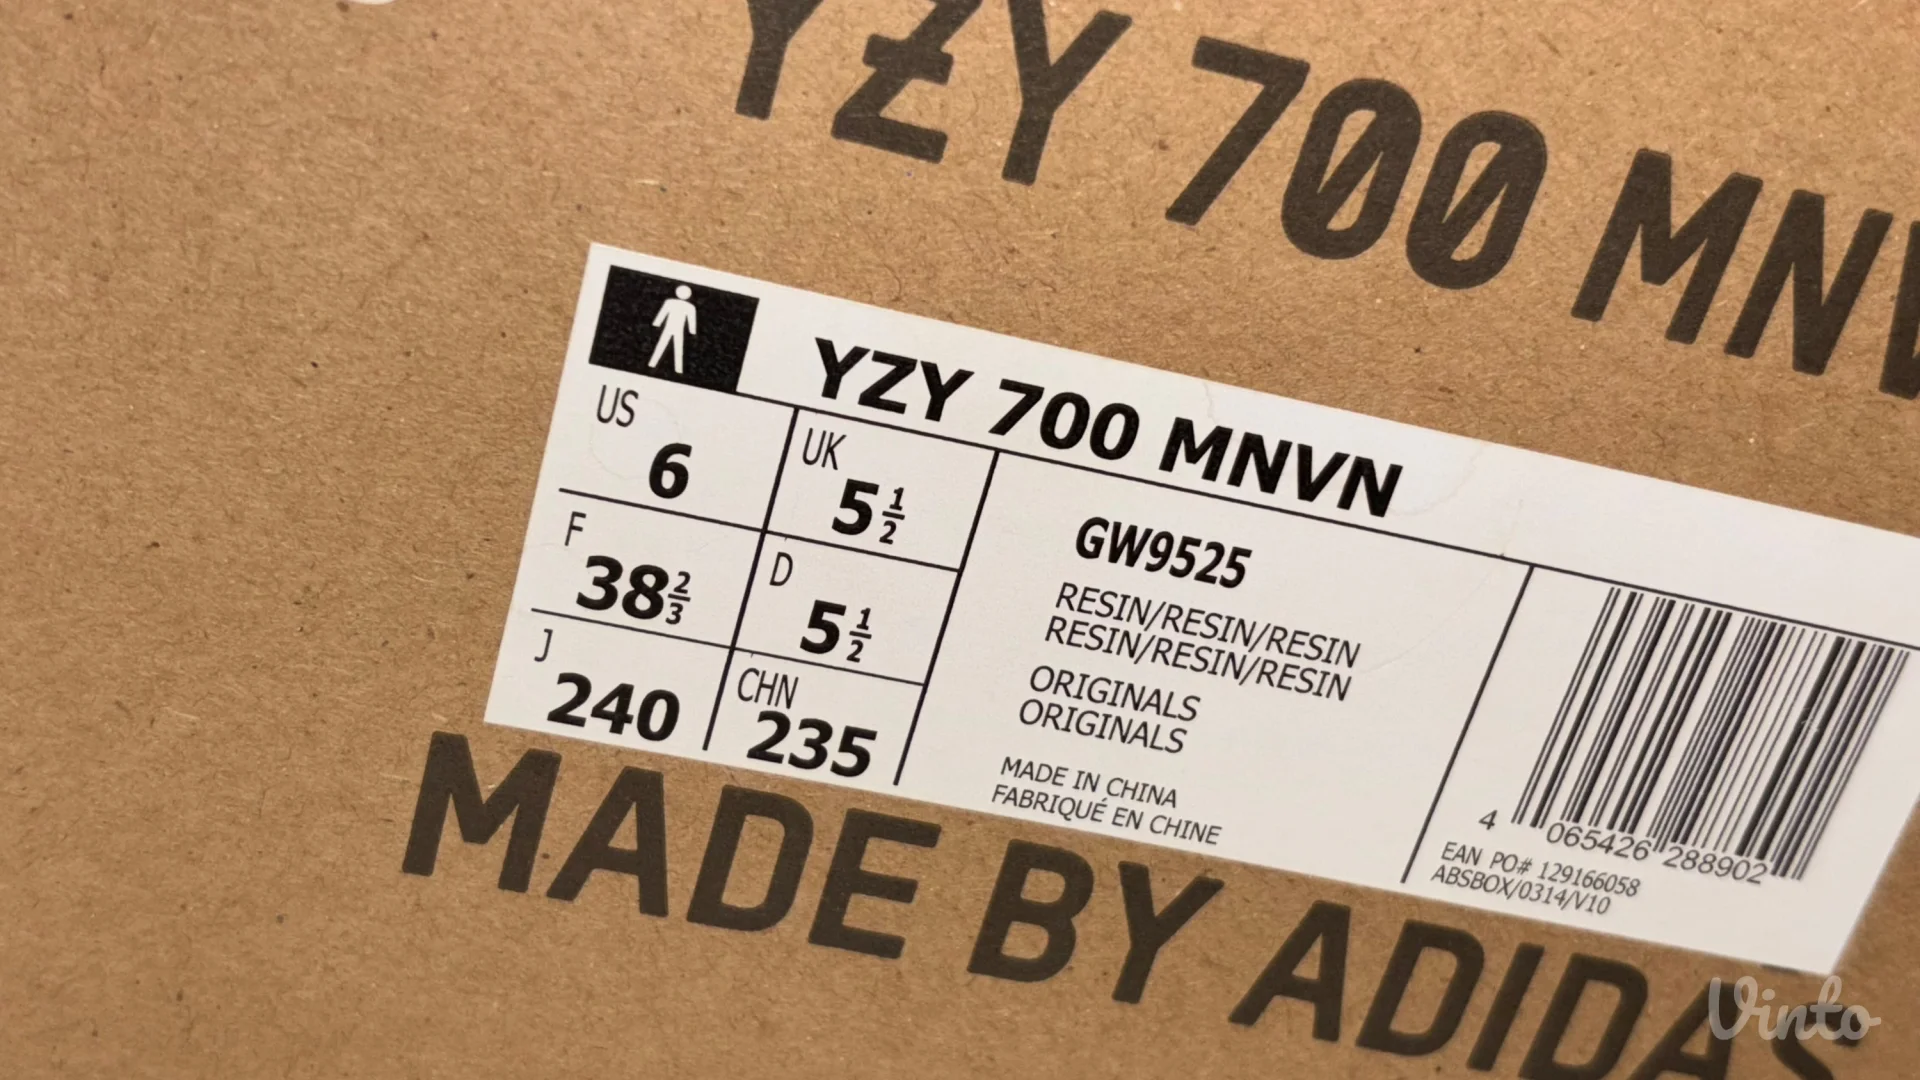 YZY 700 MNV
YZY 700 MNVN
US
6
UK
5 1/2
F
38 2/3
D
5 1/2
J
240
CHN
235
GW9525
RESIN/RESIN/RESIN
RESIN/RESIN/RESIN
ORIGINALS
ORIGINALS
MADE IN CHINA
FABRIQUÉ EN CHINE
4 065426 288902
EAN PO# 129166058
ABSBOX/0314/V10
MADE BY ADIDAS
Vinto